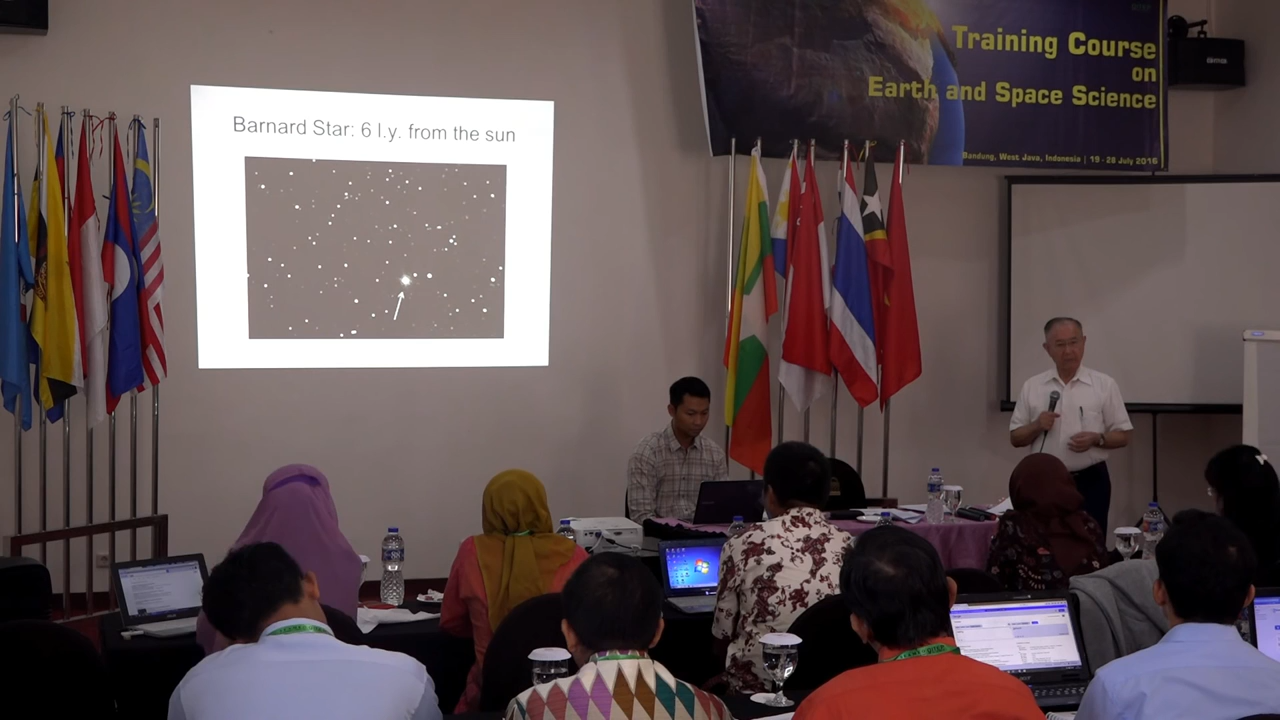 Barnard Star: 6 l.y. from the sun
Training Course
on
Earth and Space Science
Bandung, West Java, Indonesia | 19 - 28 July 2016